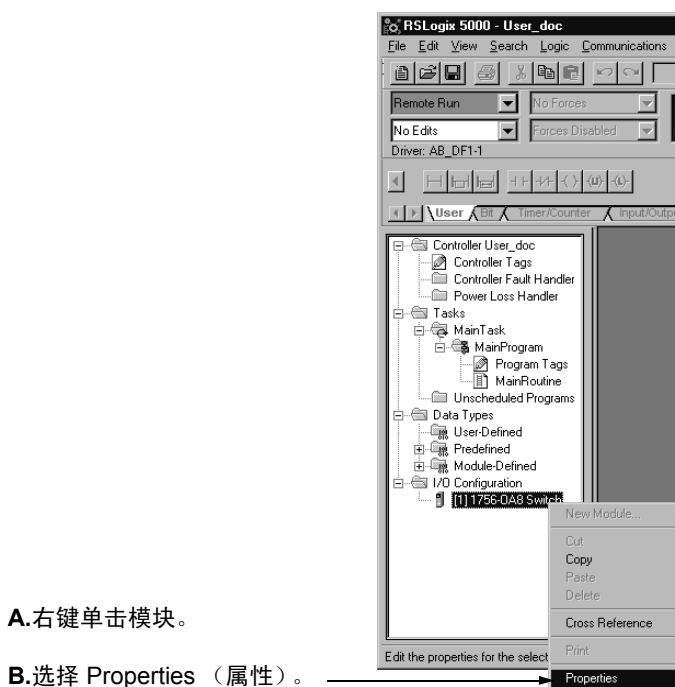 RSLogix 5000 - User_doc
File Edit View Search Logic Communications
Remote Run
No Forces
No Edits
Forces Disabled
Driver: AB_DF1-1
User Bit Timer/Counter
Controller User_doc
Controller Tags
Controller Fault Handler
Power Loss Handler
Tasks
MainTask
MainProgram
Program Tags
MainRoutine
Unscheduled Programs
Data Types
User-Defined
Predefined
Module-Defined
I/O Configuration
[1] 1756-OA8 Switch
New Module...
Cut
Copy
Paste
Delete
Cross Reference
Print
Properties
Edit the properties for the select
A.右键单击模块。
B.选择 Properties （属性）。